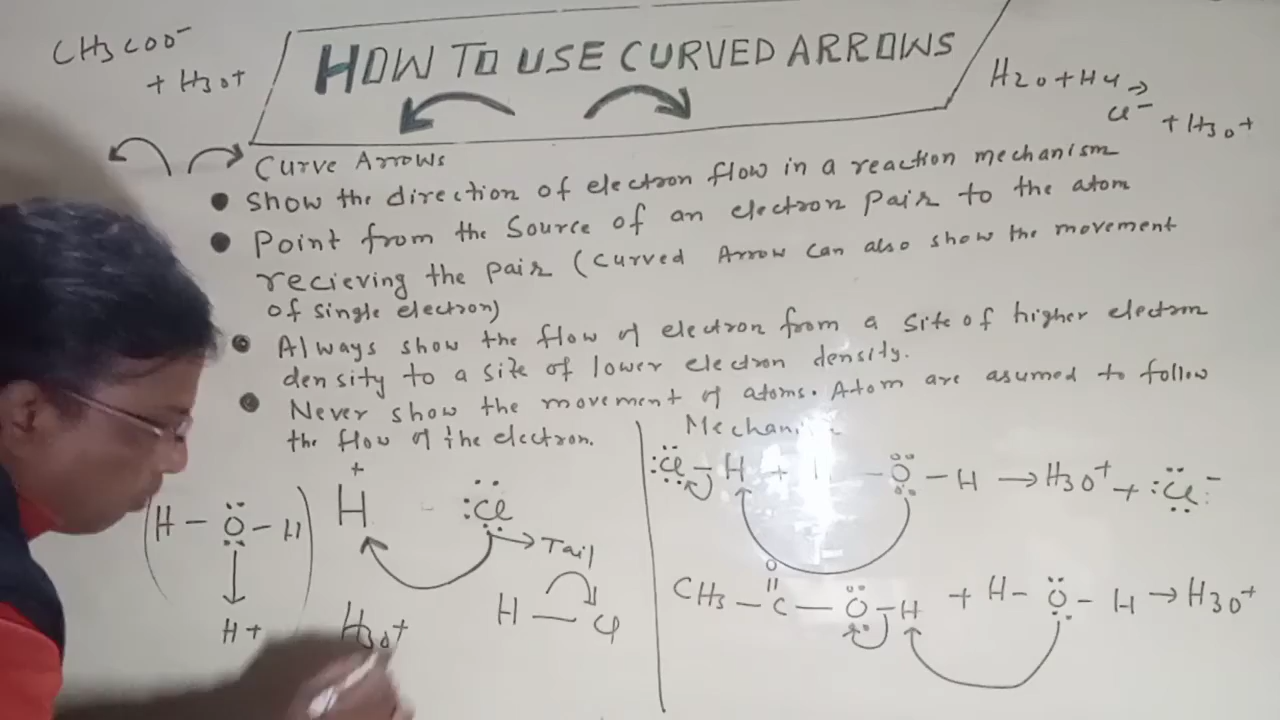 CH3COO-
+ H3O+
HOW TO USE CURVED ARROWS
H2O + HU →
Cl-
+ H3O+
Curve Arrows
• Show the direction of electron flow in a reaction mechanism
• Point from the source of an electron pair to the atom
recieving the pair (curved Arrow can also show the movement
of single electron)
• Always show the flow of electron from a site of higher electron
density to a site of lower electron density.
• Never show the movement of atoms. Atom are asumed to follow
the flow of the electron.
:Cl - H + - O - H → H3O+ + :Cl:-
(H - O - H)
H+
H+
:Cl
Tail
H3O+
H — Cl
O
CH3 — C — O - H + H - O - H → H3O+